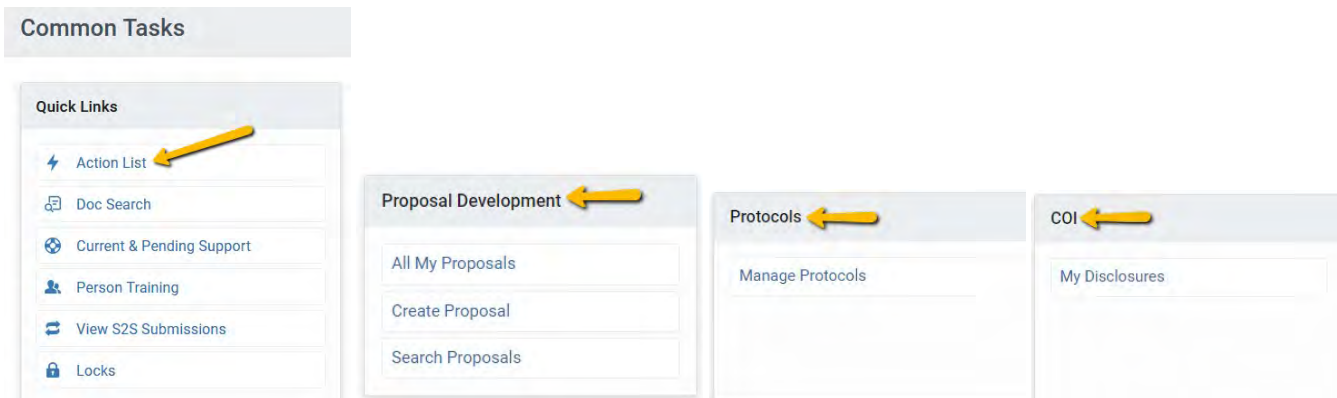 Common Tasks
Quick Links
Action List
Doc Search
Current & Pending Support
Person Training
View S2S Submissions
Locks
Proposal Development
All My Proposals
Create Proposal
Search Proposals
Protocols
Manage Protocols
COI
My Disclosures